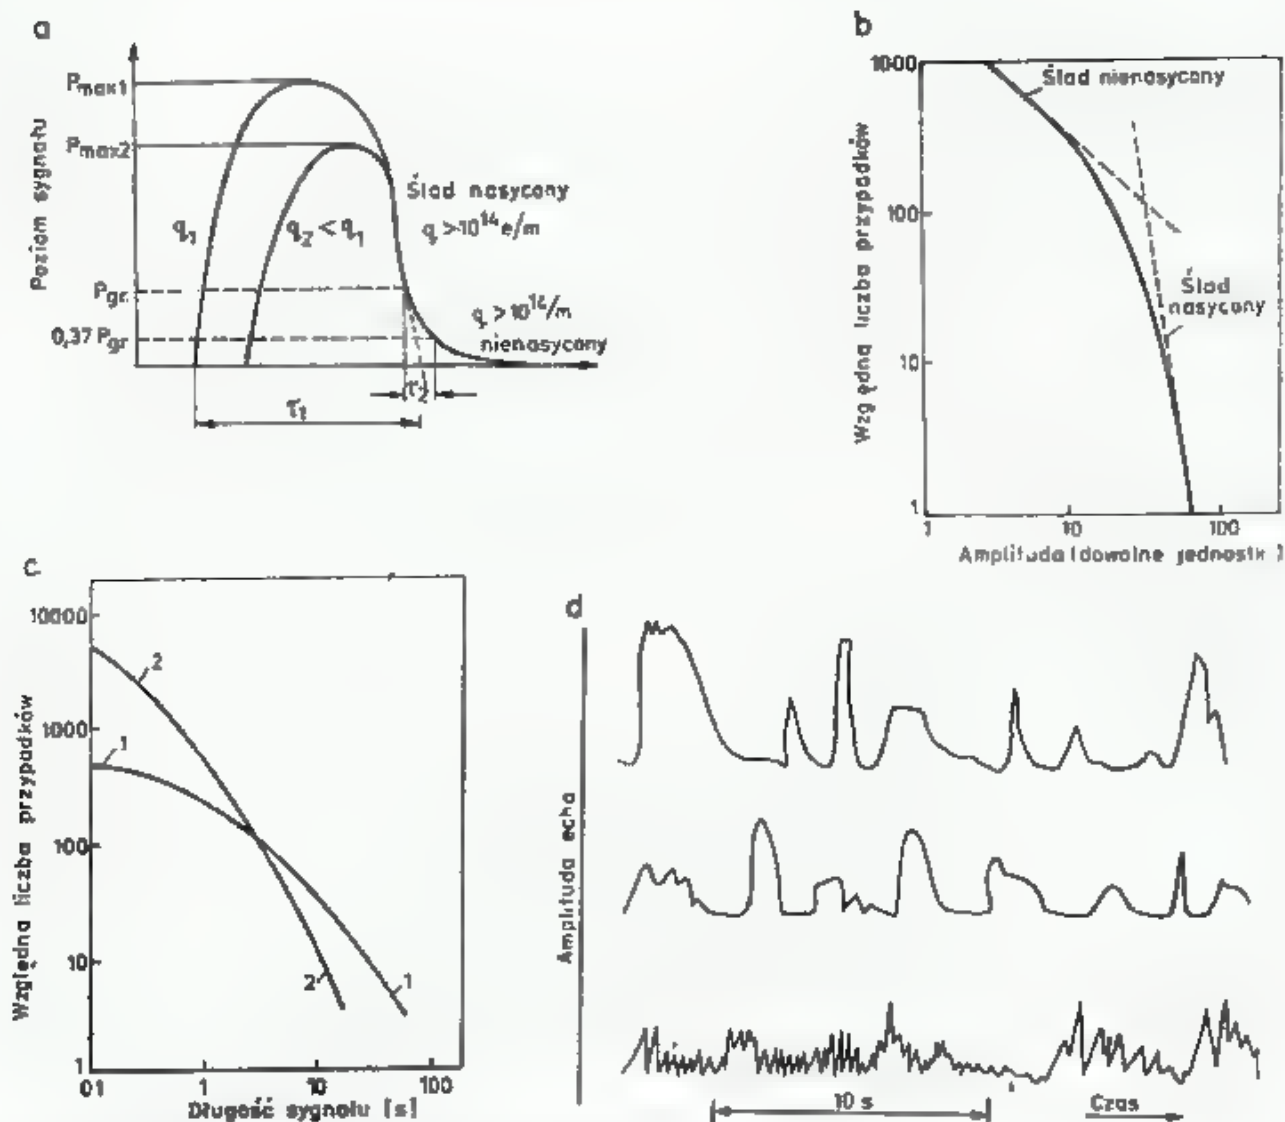 a
Poziom sygnału
Pmax1
Pmax2
Pgr
0,37 Pgr
q1
q2 < q1
Ślad nasycony
q > 10^14 e/m
q > 10^14/m
nienasycony
τ1
τ2
b
Wzg ędna liczba przypadków
1000
100
10
1
Ślad nienasycony
Ślad
nasycony
1 10 100
Amplituda (dowolne jednostki)
c
Względna liczba przypadków
10000
1000
100
10
1
2
1
2
1
01 1 10 100
Długość sygnału [s]
d
Amplituda echa
10 s
Czas